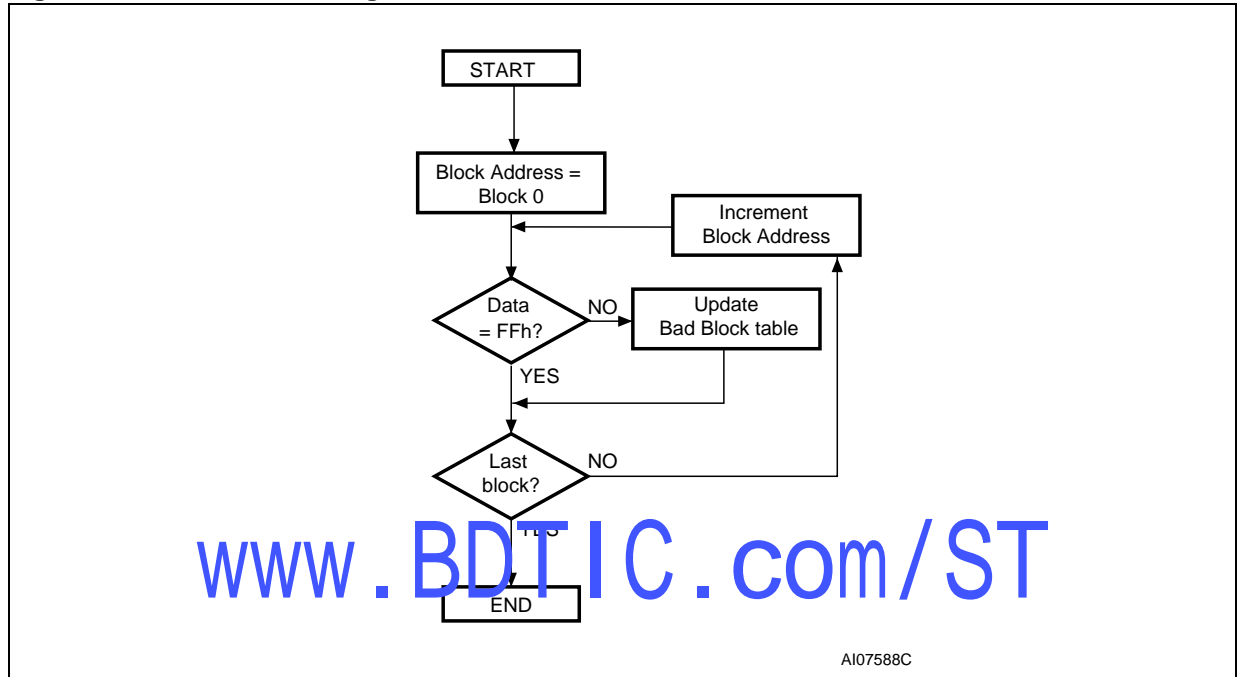 START
Block Address =
Block 0
Increment
Block Address
Data
= FFh?
NO
Update
Bad Block table
YES
Last
block?
NO
YES
www.BDTIC.com/ST
END
AI07588C